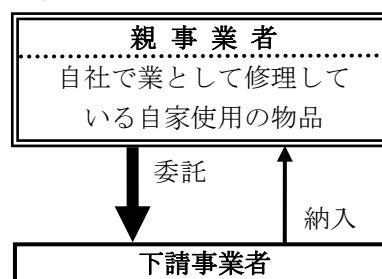 親事業者
自社で業として修理して
いる自家使用の物品
委託
納入
下請事業者